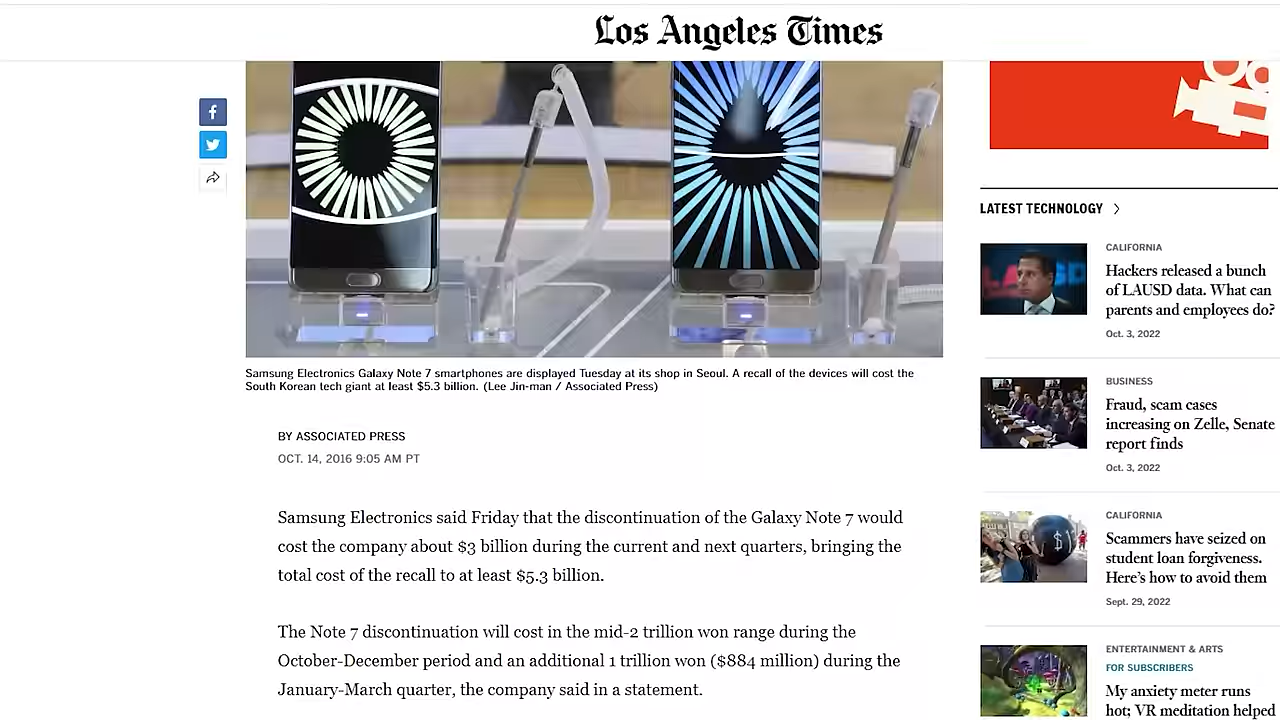 Los Angeles Times
Samsung Electronics Galaxy Note 7 smartphones are displayed Tuesday at its shop in Seoul. A recall of the devices will cost the
South Korean tech giant at least $5.3 billion. (Lee Jin-man / Associated Press)
BY ASSOCIATED PRESS
OCT. 14, 2016 9:05 AM PT
Samsung Electronics said Friday that the discontinuation of the Galaxy Note 7 would
cost the company about $3 billion during the current and next quarters, bringing the
total cost of the recall to at least $5.3 billion.
The Note 7 discontinuation will cost in the mid-2 trillion won range during the
October-December period and an additional 1 trillion won ($884 million) during the
January-March quarter, the company said in a statement.
LATEST TECHNOLOGY
CALIFORNIA
Hackers released a bunch
of LAUSD data. What can
parents and employees do?
Oct. 3, 2022
BUSINESS
Fraud, scam cases
increasing on Zelle, Senate
report finds
Oct. 3, 2022
CALIFORNIA
Scammers have seized on
student loan forgiveness.
Here's how to avoid them
Sept. 29, 2022
ENTERTAINMENT & ARTS
FOR SUBSCRIBERS
My anxiety meter runs
hot; VR meditation helped